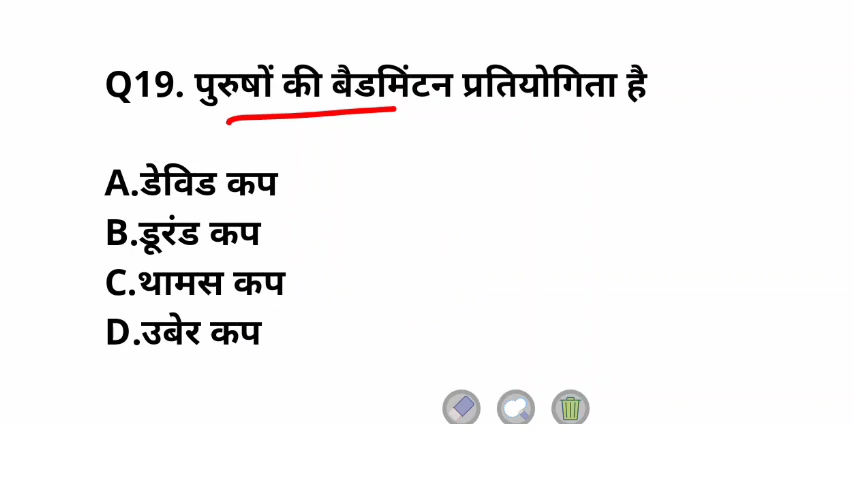 Q19. पुरुषों की बैडमिंटन प्रतियोगिता है
A.डेविड कप
B.डूरंड कप
C.थामस कप
D.उबेर कप